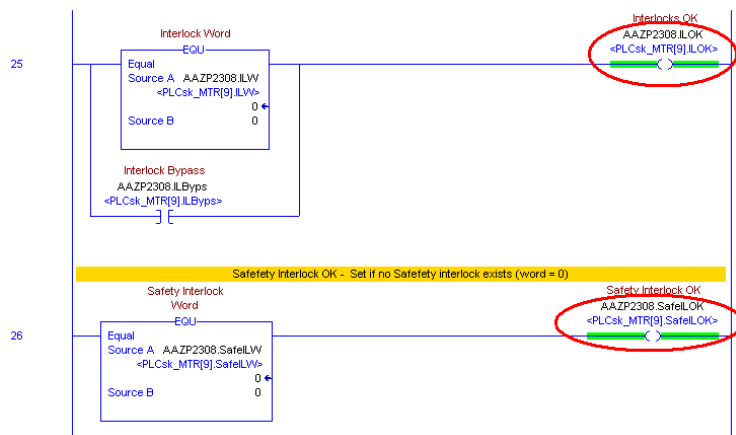 Interlock Word
Interlocks OK
EQU
AAZP2308.ILOK
25
Equal
<PLCsk_MTR[9].ILOK>
Source A AAZP2308.ILW
<PLCsk_MTR[9].ILW>
0
Source B 0
Interlock Bypass
AAZP2308.ILByps
<PLCsk_MTR[9].ILByps>
Safefety Interlock OK - Set if no Safefety interlock exists (word = 0)
Safety Interlock
Word
Safety Interlock OK
EQU
AAZP2308.SafeILOK
26
Equal
<PLCsk_MTR[9].SafeILOK>
Source A AAZP2308.SafeILW
<PLCsk_MTR[9].SafeILW>
0
Source B 0